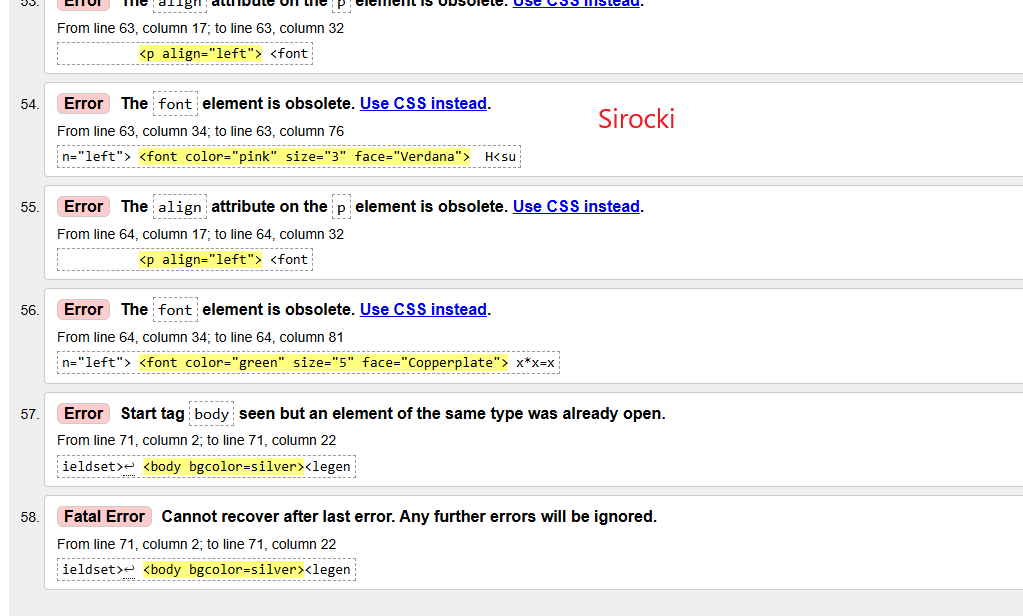 53. Error The align attribute on the p element is obsolete. Use CSS instead.
From line 63, column 17; to line 63, column 32
<p align="left"> <font
54. Error The font element is obsolete. Use CSS instead.
Sirocki
From line 63, column 34; to line 63, column 76
n="left"> <font color="pink" size="3" face="Verdana">  H<su
55. Error The align attribute on the p element is obsolete. Use CSS instead.
From line 64, column 17; to line 64, column 32
<p align="left"> <font
56. Error The font element is obsolete. Use CSS instead.
From line 64, column 34; to line 64, column 81
n="left"> <font color="green" size="5" face="Copperplate"> x*x=x
57. Error Start tag body seen but an element of the same type was already open.
From line 71, column 2; to line 71, column 22
ieldset>↩ <body bgcolor=silver><legen
58. Fatal Error Cannot recover after last error. Any further errors will be ignored.
From line 71, column 2; to line 71, column 22
ieldset>↩ <body bgcolor=silver><legen